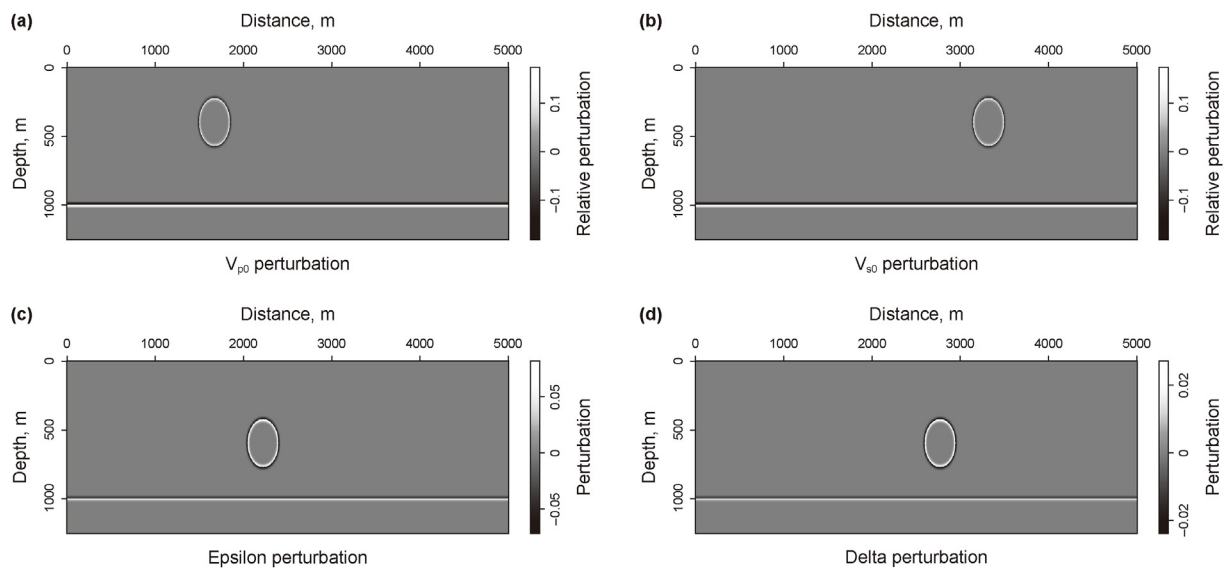 (a)
Distance, m
0 1000 2000 3000 4000 5000
0
500
1000
Depth, m
0.1
0
−0.1
Relative perturbation
Vp0 perturbation
(b)
Distance, m
0 1000 2000 3000 4000 5000
0
500
1000
Depth, m
0.1
0
−0.1
Relative perturbation
Vs0 perturbation
(c)
Distance, m
0 1000 2000 3000 4000 5000
0
500
1000
Depth, m
0.05
0
−0.05
Perturbation
Epsilon perturbation
(d)
Distance, m
0 1000 2000 3000 4000 5000
0
500
1000
Depth, m
0.02
0
−0.02
Perturbation
Delta perturbation